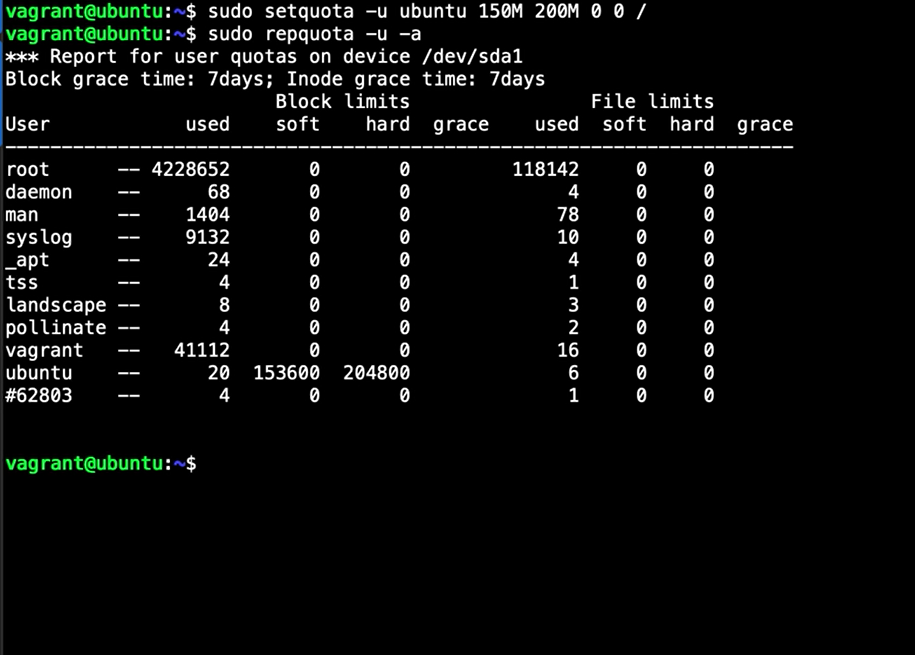 vagrant@ubuntu:~$ sudo setquota -u ubuntu 150M 200M 0 0 /
vagrant@ubuntu:~$ sudo repquota -u -a
*** Report for user quotas on device /dev/sda1
Block grace time: 7days; Inode grace time: 7days
                        Block limits                File limits
User            used    soft    hard  grace    used  soft  hard  grace
----------------------------------------------------------------------
root      -- 4228652       0       0         118142     0     0
daemon    --      68       0       0              4     0     0
man       --    1404       0       0             78     0     0
syslog    --    9132       0       0             10     0     0
_apt      --      24       0       0              4     0     0
tss       --       4       0       0              1     0     0
landscape --       8       0       0              3     0     0
pollinate --       4       0       0              2     0     0
vagrant   --   41112       0       0             16     0     0
ubuntu    --      20  153600  204800              6     0     0
#62803    --       4       0       0              1     0     0
vagrant@ubuntu:~$